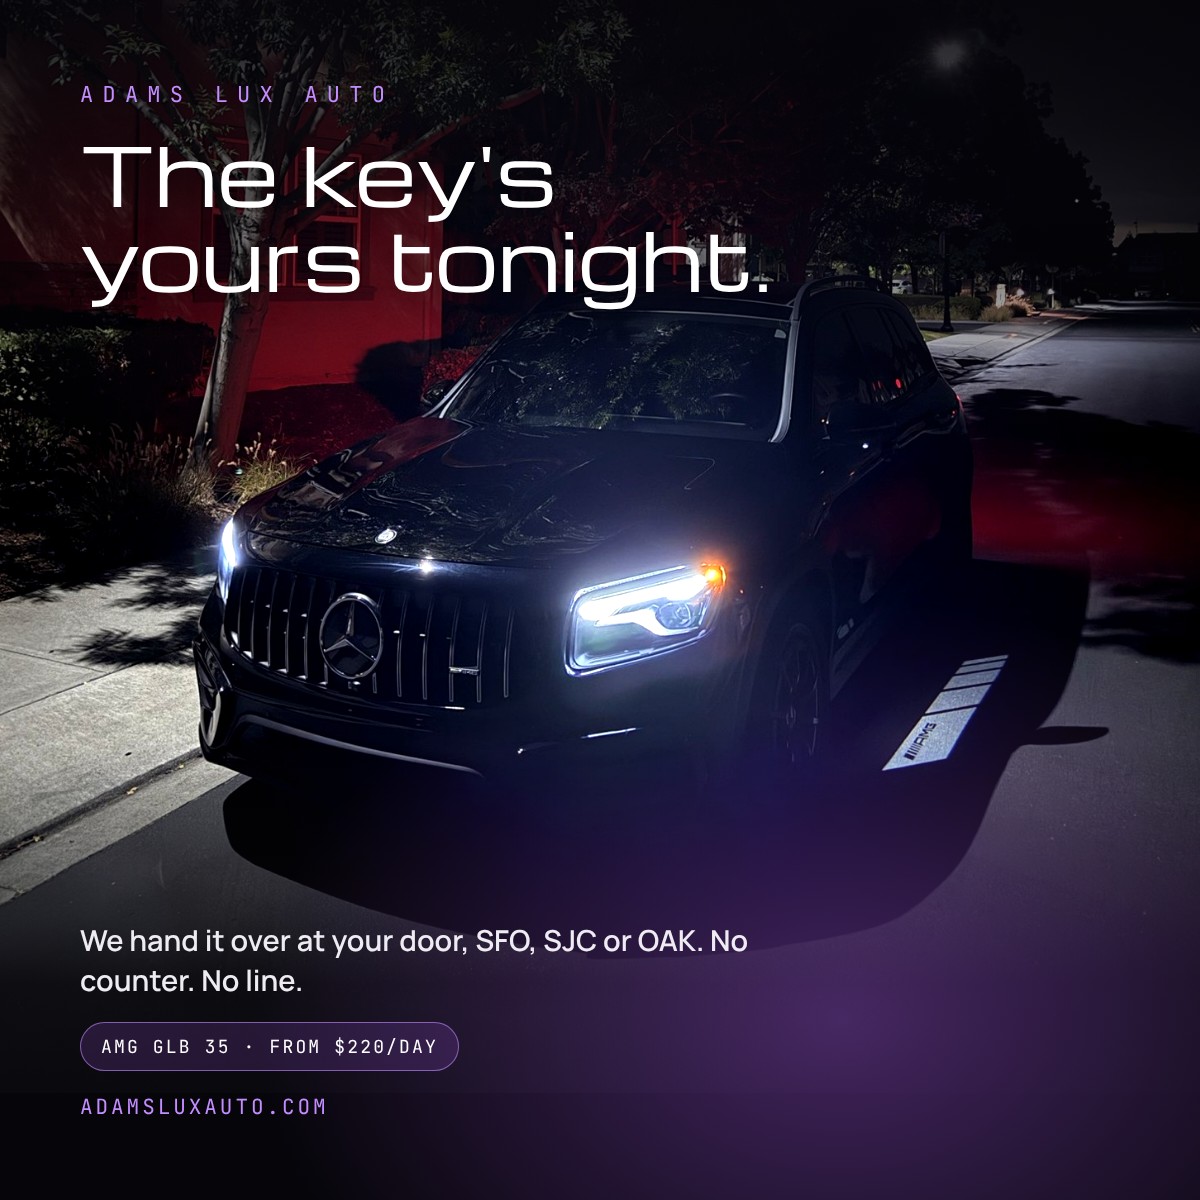 ADAMS LUX AUTO
The key's
yours tonight.
AMG
We hand it over at your door, SFO, SJC or OAK. No
counter. No line.
AMG GLB 35 · FROM $220/DAY
ADAMSLUXAUTO.COM